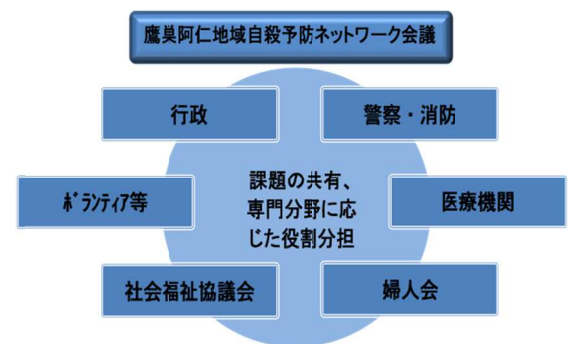 鷹巣阿仁地域自殺予防ネットワーク会議
行政
警察・消防
ﾎﾞﾗﾝﾃｨｱ等
課題の共有、
専門分野に応
じた役割分担
医療機関
社会福祉協議会
婦人会